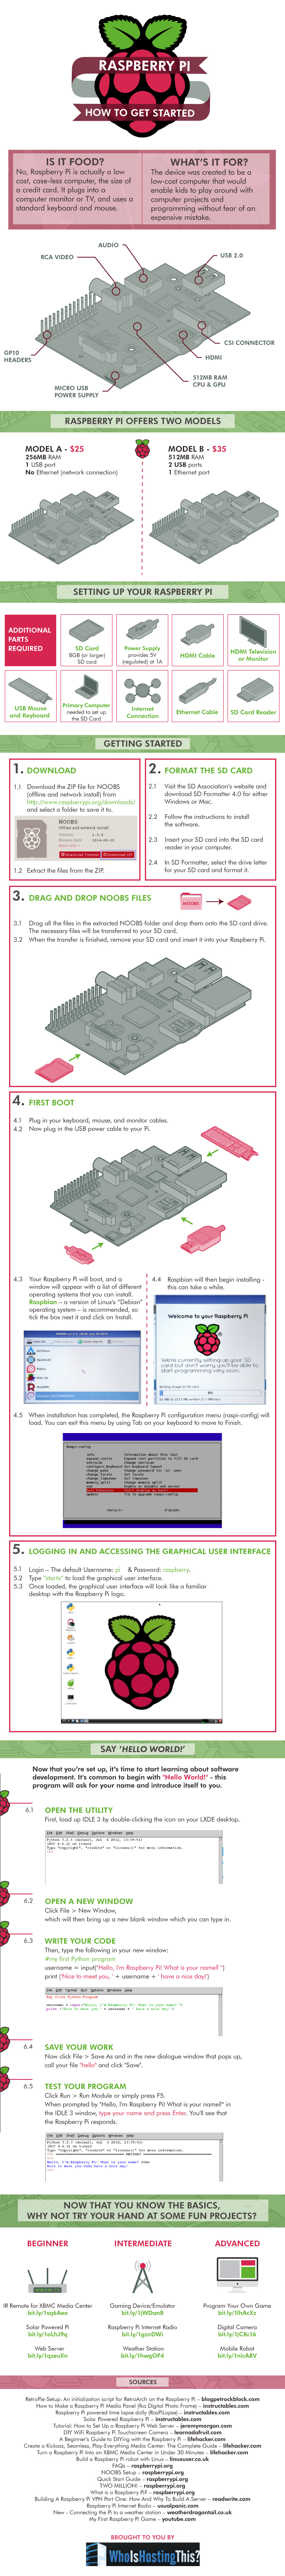 RASPBERRY PI
HOW TO GET STARTED
IS IT FOOD?
No, Raspberry Pi is actually a low
cost, case-less computer, the size of
a credit card. It plugs into a
computer monitor or TV, and uses a
standard keyboard and mouse.
WHAT'S IT FOR?
The device was created to be a
low-cost computer that would
enable kids to play around with
computer projects and
programming without fear of an
expensive mistake.
AUDIO
RCA VIDEO
USB 2.0
CSI CONNECTOR
GP10
HEADERS
HDMI
512MB RAM
CPU & GPU
MICRO USB
POWER SUPPLY
RASPBERRY PI OFFERS TWO MODELS
MODEL A - $25
256MB RAM
1 USB port
No Ethernet (network connection)
MODEL B - $35
512MB RAM
2 USB ports
1 Ethernet port
SETTING UP YOUR RASPBERRY PI
ADDITIONAL
PARTS
REQUIRED
SD Card
8GB (or larger)
SD card
Power Supply
provides 5V
(regulated) at 1A
HDMI Cable
HDMI Television
or Monitor
USB Mouse
and Keyboard
Primary Computer
needed to set up
the SD Card
Internet
Connection
Ethernet Cable
SD Card Reader
GETTING STARTED
1. DOWNLOAD
1.1 Download the ZIP file for NOOBS
(offline and network install) from
http://www.raspberrypi.org/downloads/
and select a folder to save it to.
NOOBS
Offline and network install
1.2 Extract the files from the ZIP.
2. FORMAT THE SD CARD
2.1 Visit the SD Association's website and
download SD Formatter 4.0 for either
Windows or Mac.
2.2 Follow the instructions to install
the software.
2.3 Insert your SD card into the SD card
reader in your computer.
2.4 In SD Formatter, select the drive letter
for your SD card and format it.
3. DRAG AND DROP NOOBS FILES
NOOBS
3.1 Drag all the files in the extracted NOOBS folder and drop them onto the SD card drive.
The necessary files will be transferred to your SD card.
3.2 When the transfer is finished, remove your SD card and insert it into your Raspberry Pi.
4. FIRST BOOT
4.1 Plug in your keyboard, mouse, and monitor cables.
4.2 Now plug in the USB power cable to your Pi.
4.3 Your Raspberry Pi will boot, and a
window will appear with a list of different
operating systems that you can install.
Raspbian – a version of Linux's "Debian"
operating system – is recommended, so
tick the box next it and click on Install.
4.4 Raspbian will then begin installing -
this can take a while.
Welcome to your Raspberry Pi
We're currently setting up your SD
card but don't worry you'll be able to
start programming very soon.
4.5 When installation has completed, the Raspberry Pi configuration menu (raspi-config) will
load. You can exit this menu by using Tab on your keyboard to move to Finish.
Raspi-config
5. LOGGING IN AND ACCESSING THE GRAPHICAL USER INTERFACE
5.1 Login – The default Username: pi & Password: raspberry.
5.2 Type "startx" to load the graphical user interface.
5.3 Once loaded, the graphical user interface will look like a familiar
desktop with the Raspberry Pi logo.
SAY 'HELLO WORLD!'
Now that you're set up, it's time to start learning about software
development. It's common to begin with "Hello World!" - this
program will ask for your name and introduce itself to you.
6.1 OPEN THE UTILITY
First, load up IDLE 3 by double-clicking the icon on your LXDE desktop.
File Edit Shell Debug Options Windows Help
6.2 OPEN A NEW WINDOW
Click File > New Window,
which will then bring up a new blank window which you can type in.
6.3 WRITE YOUR CODE
Then, type the following in your new window:
#my first Python program
username = input("Hello, I'm Raspberry Pi! What is your name? ")
print ('Nice to meet you, ' + username + ' have a nice day!')
File Edit Format Run Options Windows Help
6.4 SAVE YOUR WORK
Now click File > Save As and in the new dialogue window that pops up,
call your file "hello" and click "Save".
6.5 TEST YOUR PROGRAM
Click Run > Run Module or simply press F5.
When prompted by "Hello, I'm Raspberry Pi! What is your name?" in
the IDLE 3 window, type your name and press Enter. You'll see that
the Raspberry Pi responds.
File Edit Shell Debug Options Windows Help
NOW THAT YOU KNOW THE BASICS,
WHY NOT TRY YOUR HAND AT SOME FUN PROJECTS?
BEGINNER
INTERMEDIATE
ADVANCED
IR Remote for XBMC Media Center
bit.ly/1sq6Aeo
Gaming Device/Emulator
bit.ly/1jWDanB
Program Your Own Game
bit.ly/1lhAcXz
Solar Powered Pi
bit.ly/1oLhJ9q
Raspberry Pi Internet Radio
bit.ly/1gznDWi
Digital Camera
bit.ly/1jCKc16
Web Server
bit.ly/1qzeuXn
Weather Station
bit.ly/1hwgOF4
Mobile Robot
bit.ly/1nicA8V
SOURCES
RetroPie-Setup: An initialization script for RetroArch on the Raspberry Pi – blogpetrockblock.com
How to Make a Raspberry Pi Media Panel (fka Digital Photo Frame) – instructables.com
Raspberry Pi powered time lapse dolly (RasPiLapse) – instructables.com
Solar Powered Raspberry Pi – instructables.com
Tutorial: How to Set Up a Raspberry Pi Web Server – jeremymorgan.com
DIY WiFi Raspberry Pi Touchscreen Camera – learnadafruit.com
A Beginner's Guide to DIYing with the Raspberry Pi – lifehacker.com
Create a Kickass, Seamless, Play-Everything Media Center: The Complete Guide – lifehacker.com
Turn a Raspberry Pi Into an XBMC Media Center in Under 30 Minutes – lifehacker.com
Build a Raspberry Pi robot with Linux – linuxuser.co.uk
FAQs – raspberrypi.org
NOOBS Setup – raspberrypi.org
Quick Start Guide – raspberrypi.org
TWO MILLION! – raspberrypi.org
What is a Raspberry Pi? – raspberrypi.org
Building A Raspberry Pi VPN Part One: How And Why To Build A Server – readwrite.com
Raspberry Pi Internet Radio – usualpanic.com
New - Connecting the Pi to a weather station – weatherdragontail.co.uk
My First Raspberry Pi Game – youtube.com
BROUGHT TO YOU BY
WhoIsHostingThis?